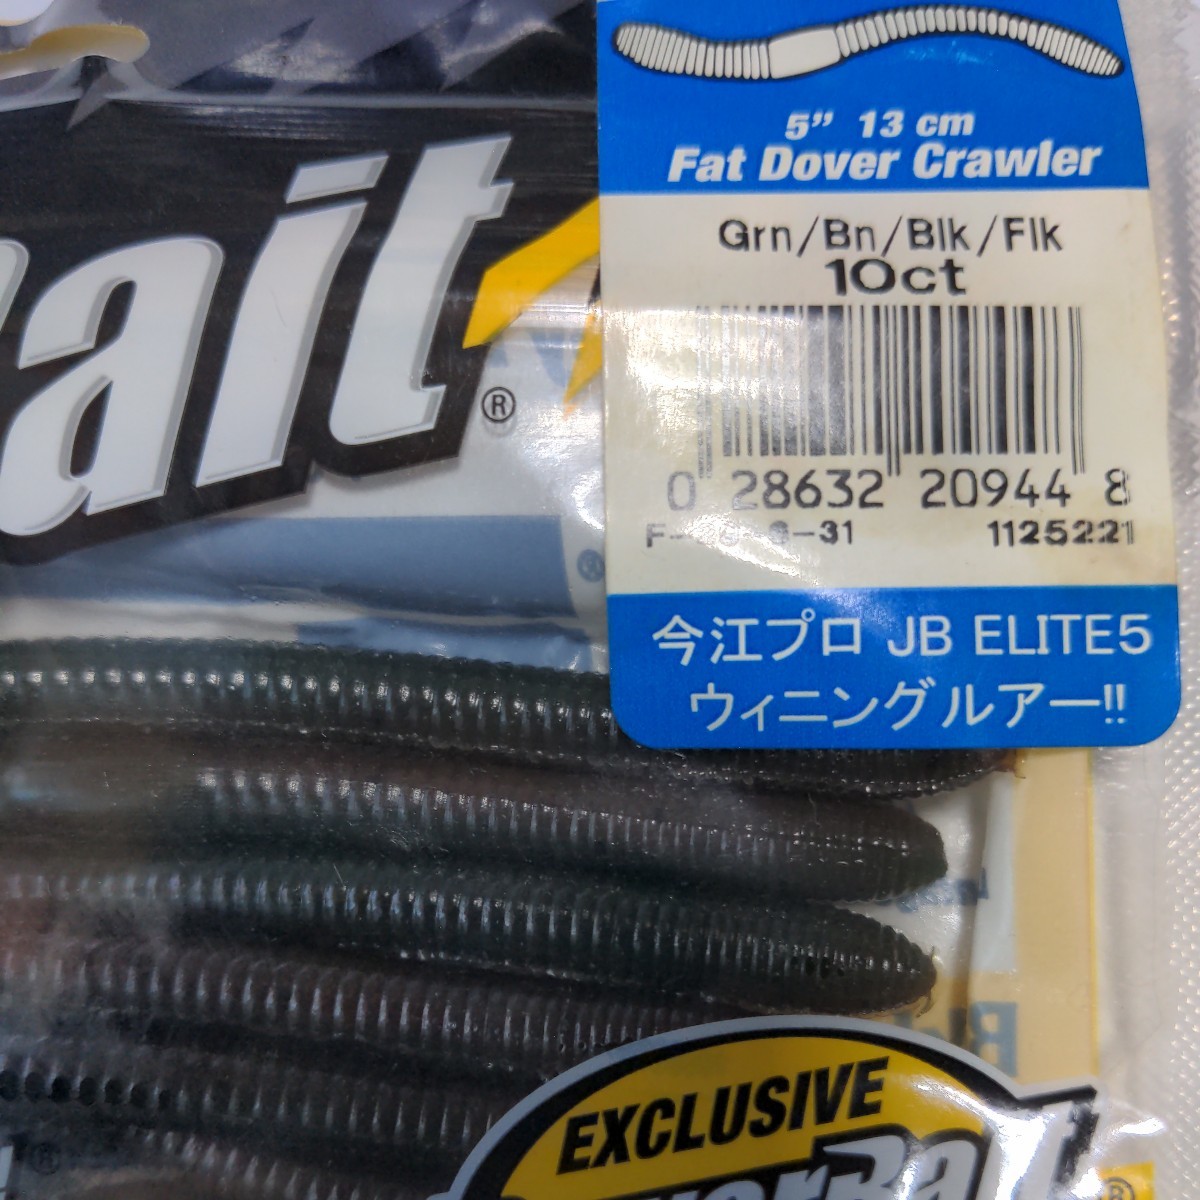 5” 13 cm
Fat Dover Crawler
Grn/Bn/Blk/Flk
10ct
ait®
0 28632 20944 8
1125221
今江プロ JB ELITE5
ウィニングルアー!!
EXCLUSIVE